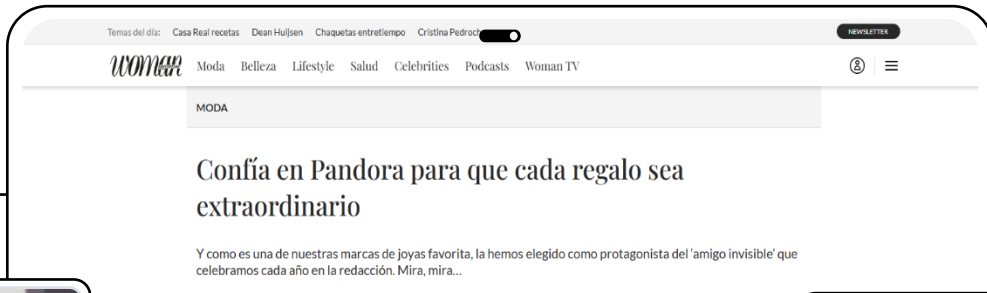 Temas del día: Casa Real recetas Dean Huijsen Chaquetas entretiempo Cristina
NEWSLETTER
woman Moda Belleza Lifestyle Salud Celebrities Podcasts Woman TV
MODA
Confía en Pandora para que cada regalo sea
extraordinario
Y como es una de nuestras marcas de joyas favorita, la hemos elegido como protagonista del 'amigo invisible' que
celebramos cada año en la redacción. Mira, mira...